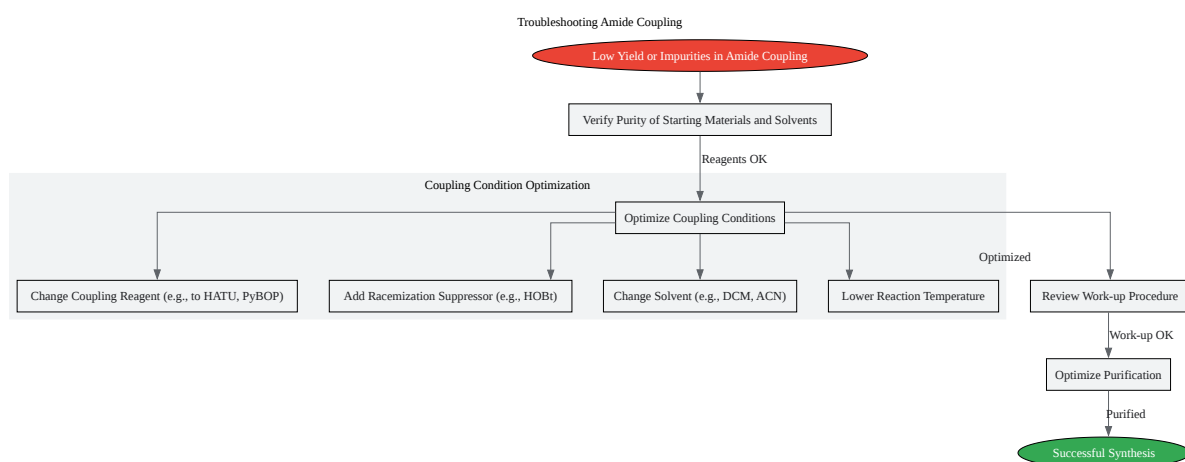 Troubleshooting Amide Coupling
Low Yield or Impurities in Amide Coupling
Verify Purity of Starting Materials and Solvents
Reagents OK
Coupling Condition Optimization
Optimize Coupling Conditions
Optimized
Change Coupling Reagent (e.g., to HATU, PyBOP)
Add Racemization Suppressor (e.g., HOBt)
Change Solvent (e.g., DCM, ACN)
Lower Reaction Temperature
Review Work-up Procedure
Work-up OK
Optimize Purification
Purified
Successful Synthesis